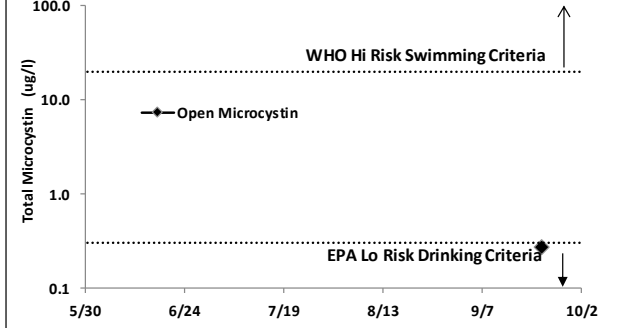 100.0
WHO Hi Risk Swimming Criteria
10.0
Open Microcystin
Total Microcystin (ug/l)
1.0
EPA Lo Risk Drinking Criteria
0.1
5/30 6/24 7/19 8/13 9/7 10/2